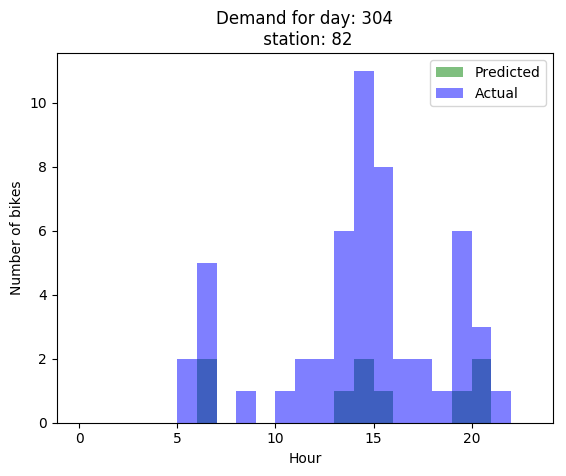 Demand for day: 304
station: 82
Predicted
Actual
Number of bikes
10
8
6
4
2
0
0
5
10
15
20
Hour